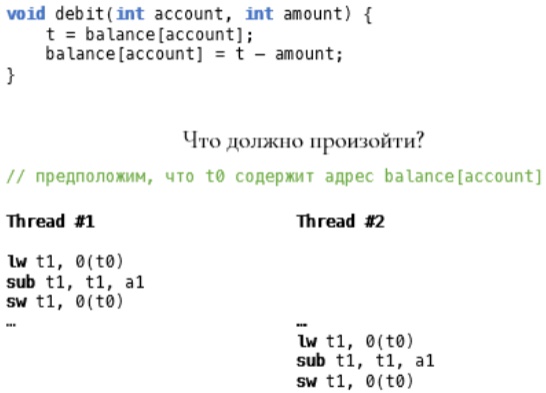 void debit(int account, int amount) {
    t = balance[account];
    balance[account] = t – amount;
}
Что должно произойти?
// предположим, что t0 содержит адрес balance[account]
Thread #1    Thread #2
lw t1, 0(t0)
sub t1, t1, a1
sw t1, 0(t0)
…    …
lw t1, 0(t0)
sub t1, t1, a1
sw t1, 0(t0)